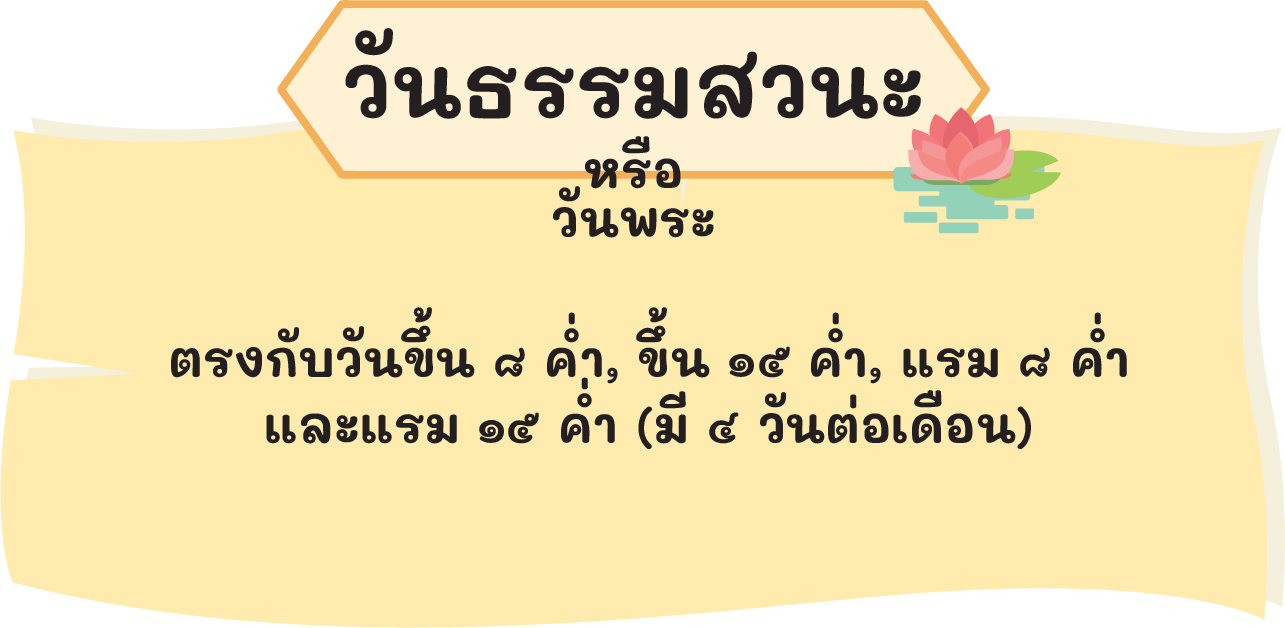 วันธรรมสวนะ
หรือ
วันพระ
ตรงกับวันขึ้น ๘ ค่ำ, ขึ้น ๑๕ ค่ำ, แรม ๘ ค่ำ
และแรม ๑๕ ค่ำ (มี ๔ วันต่อเดือน)